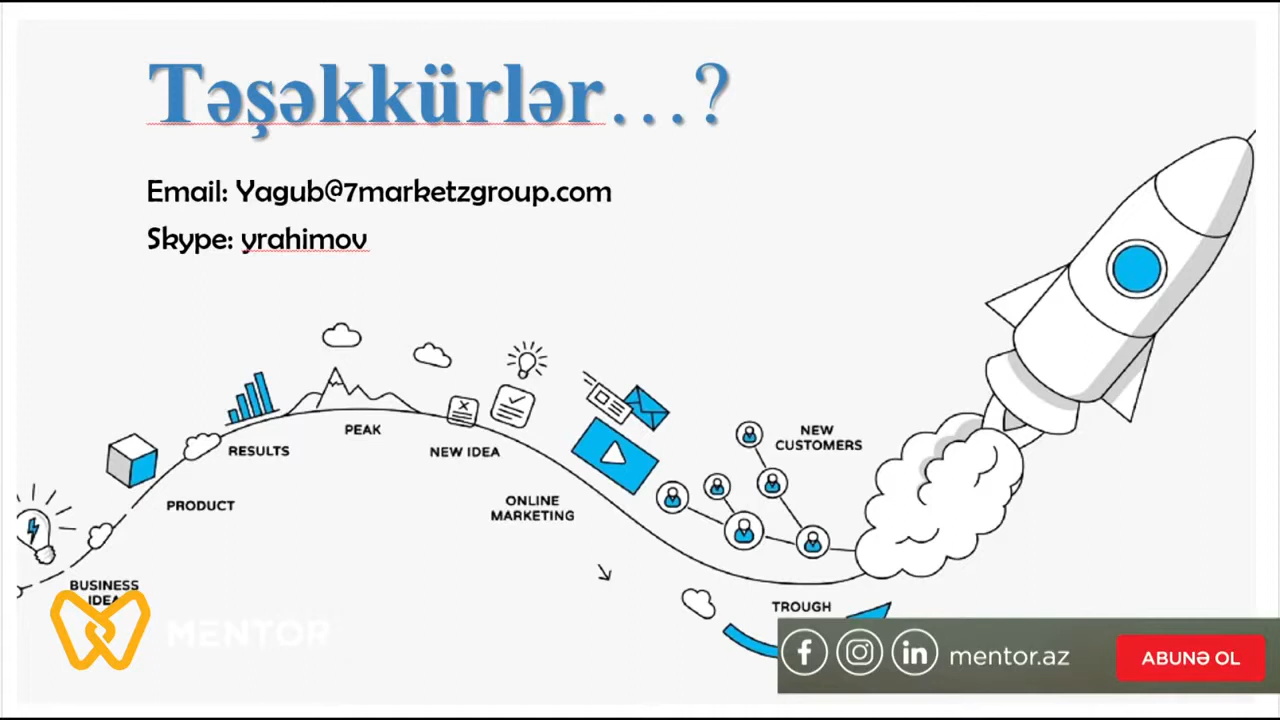 Təşəkkürlər...?
Email: Yagub@7marketzgroup.com
Skype: yrahimov
PEAK
RESULTS
NEW IDEA
NEW
CUSTOMERS
PRODUCT
ONLINE
MARKETING
BUSINESS
IDEA
TROUGH
MENTOR
mentor.az
ABUNƏ OL